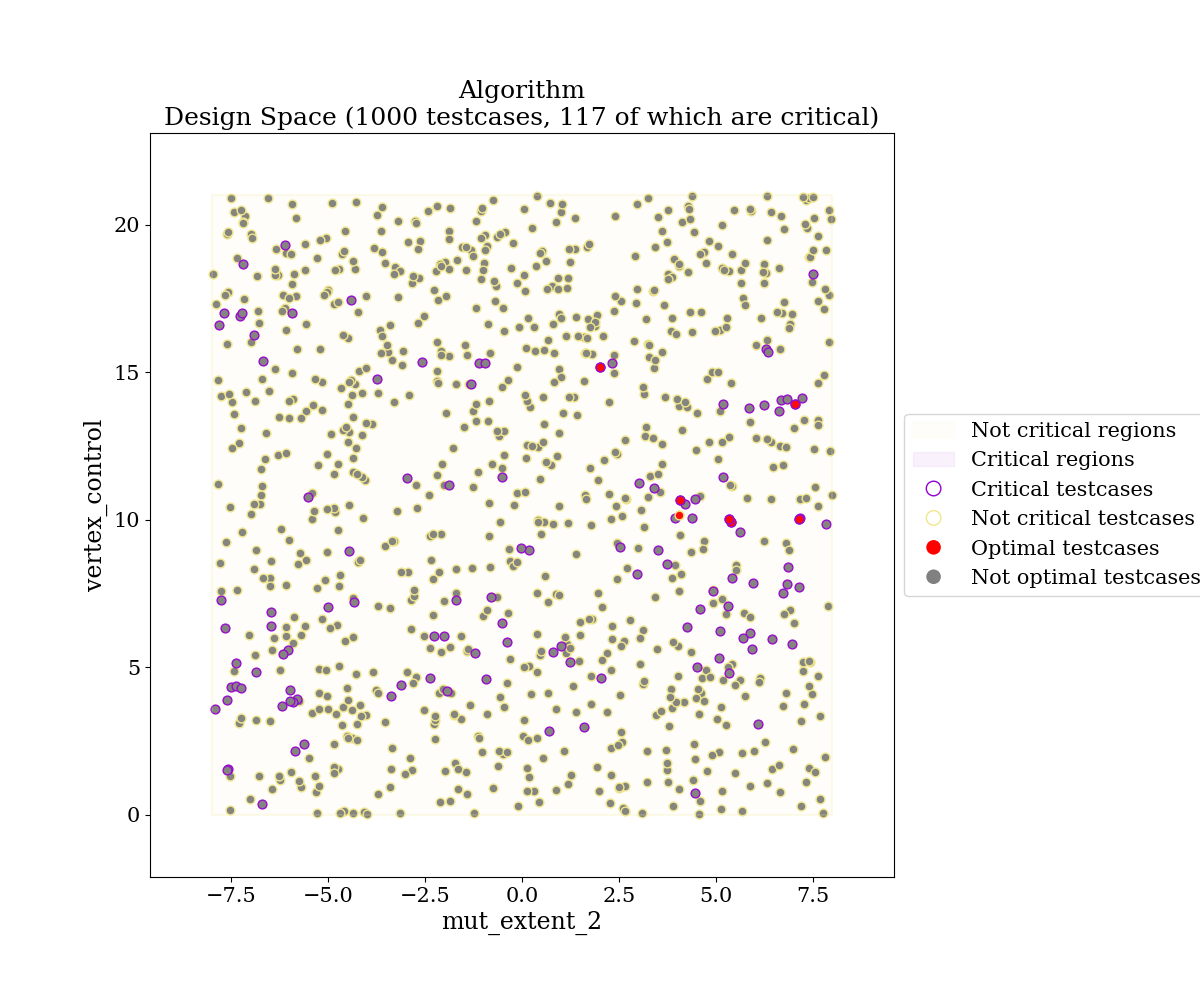 Algorithm
Design Space (1000 testcases, 117 of which are critical)
20
15
10
5
0
vertex_control
−7.5 −5.0 −2.5 0.0 2.5 5.0 7.5
mut_extent_2
Not critical regions
Critical regions
Critical testcases
Not critical testcases
Optimal testcases
Not optimal testcases